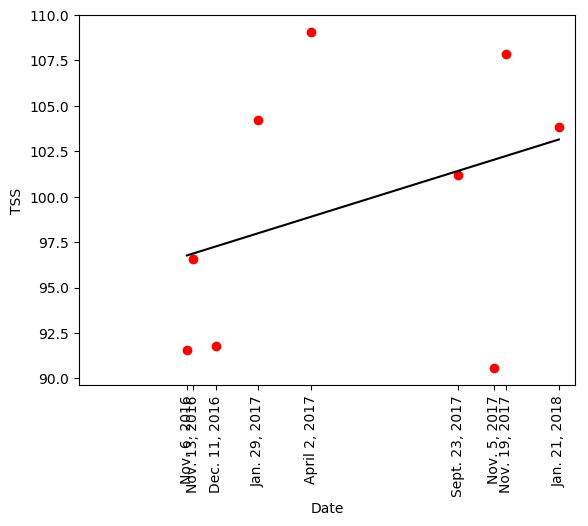 TSS
110.0
107.5
105.0
102.5
100.0
97.5
95.0
92.5
90.0
Nov. 6, 2016
Nov. 13, 2016
Dec. 11, 2016
Jan. 29, 2017
April 2, 2017
Sept. 23, 2017
Nov. 5, 2017
Nov. 19, 2017
Jan. 21, 2018
Date